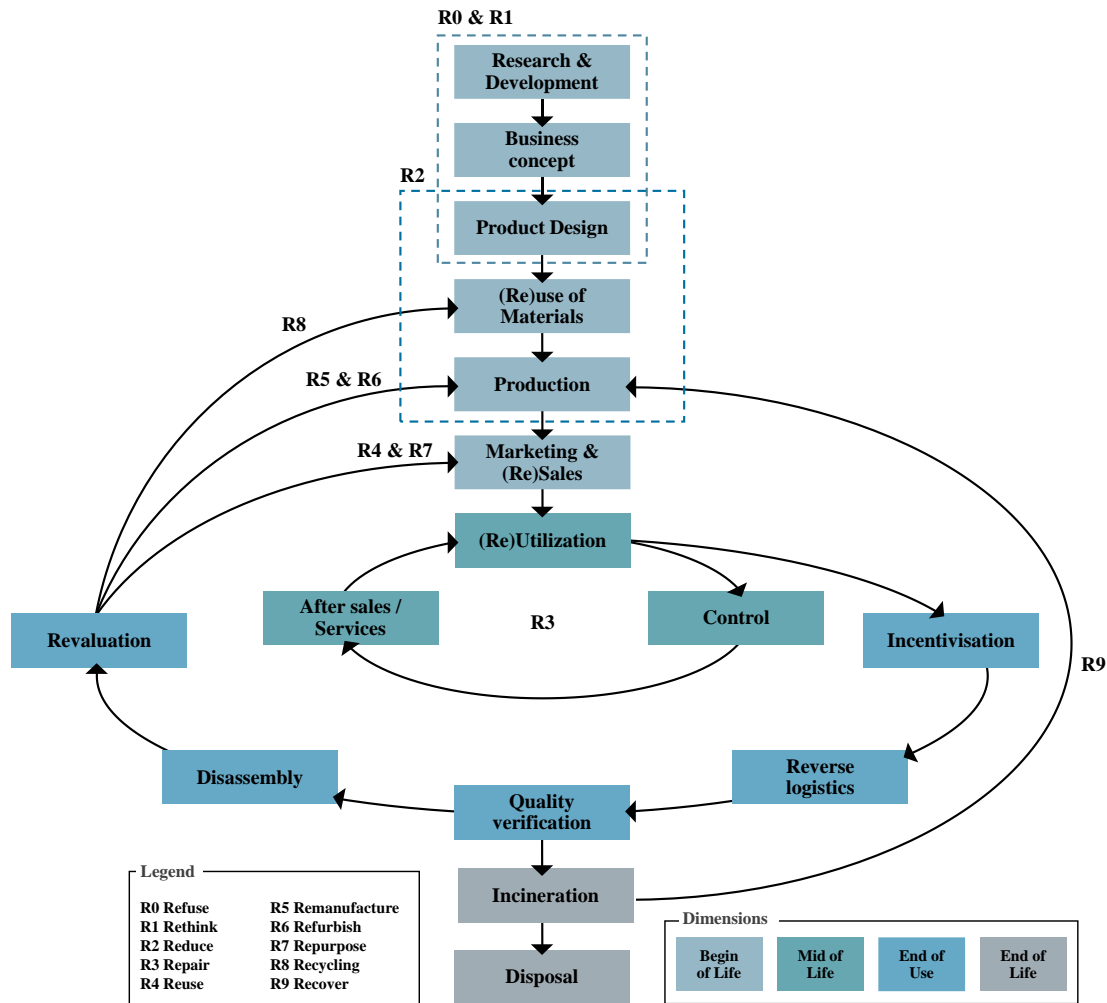 R0 & R1
Research &
Development
Business
concept
R2
Product Design
(Re)use of
Materials
R8
Production
R5 & R6
Marketing &
(Re)Sales
R4 & R7
(Re)Utilization
After sales /
Services
R3
Control
Revaluation
Incentivisation
R9
Disassembly
Reverse
logistics
Quality
verification
Incineration
Disposal
Legend
R0 Refuse
R1 Rethink
R2 Reduce
R3 Repair
R4 Reuse
R5 Remanufacture
R6 Refurbish
R7 Repurpose
R8 Recycling
R9 Recover
Dimensions
Begin
of Life
Mid of
Life
End of
Use
End of
Life